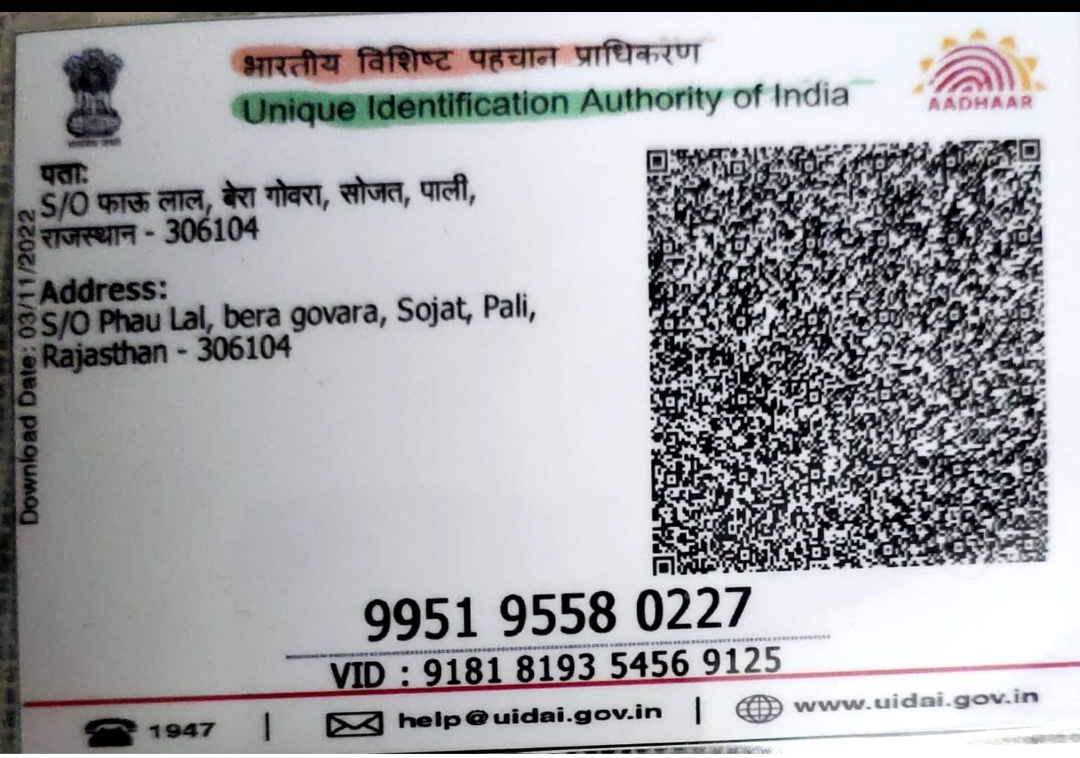 भारतीय विशिष्ट पहचान प्राधिकरण
Unique Identification Authority of India
AADHAAR
पता:
S/O फाऊ लाल, बेरा गोवरा, सोजत, पाली,
राजस्थान - 306104
Address:
S/O Phau Lal, bera govara, Sojat, Pali,
Rajasthan - 306104
Download Date: 03/11/2022
9951 9558 0227
VID : 9181 8193 5456 9125
1947 | help@uidai.gov.in | www.uidai.gov.in